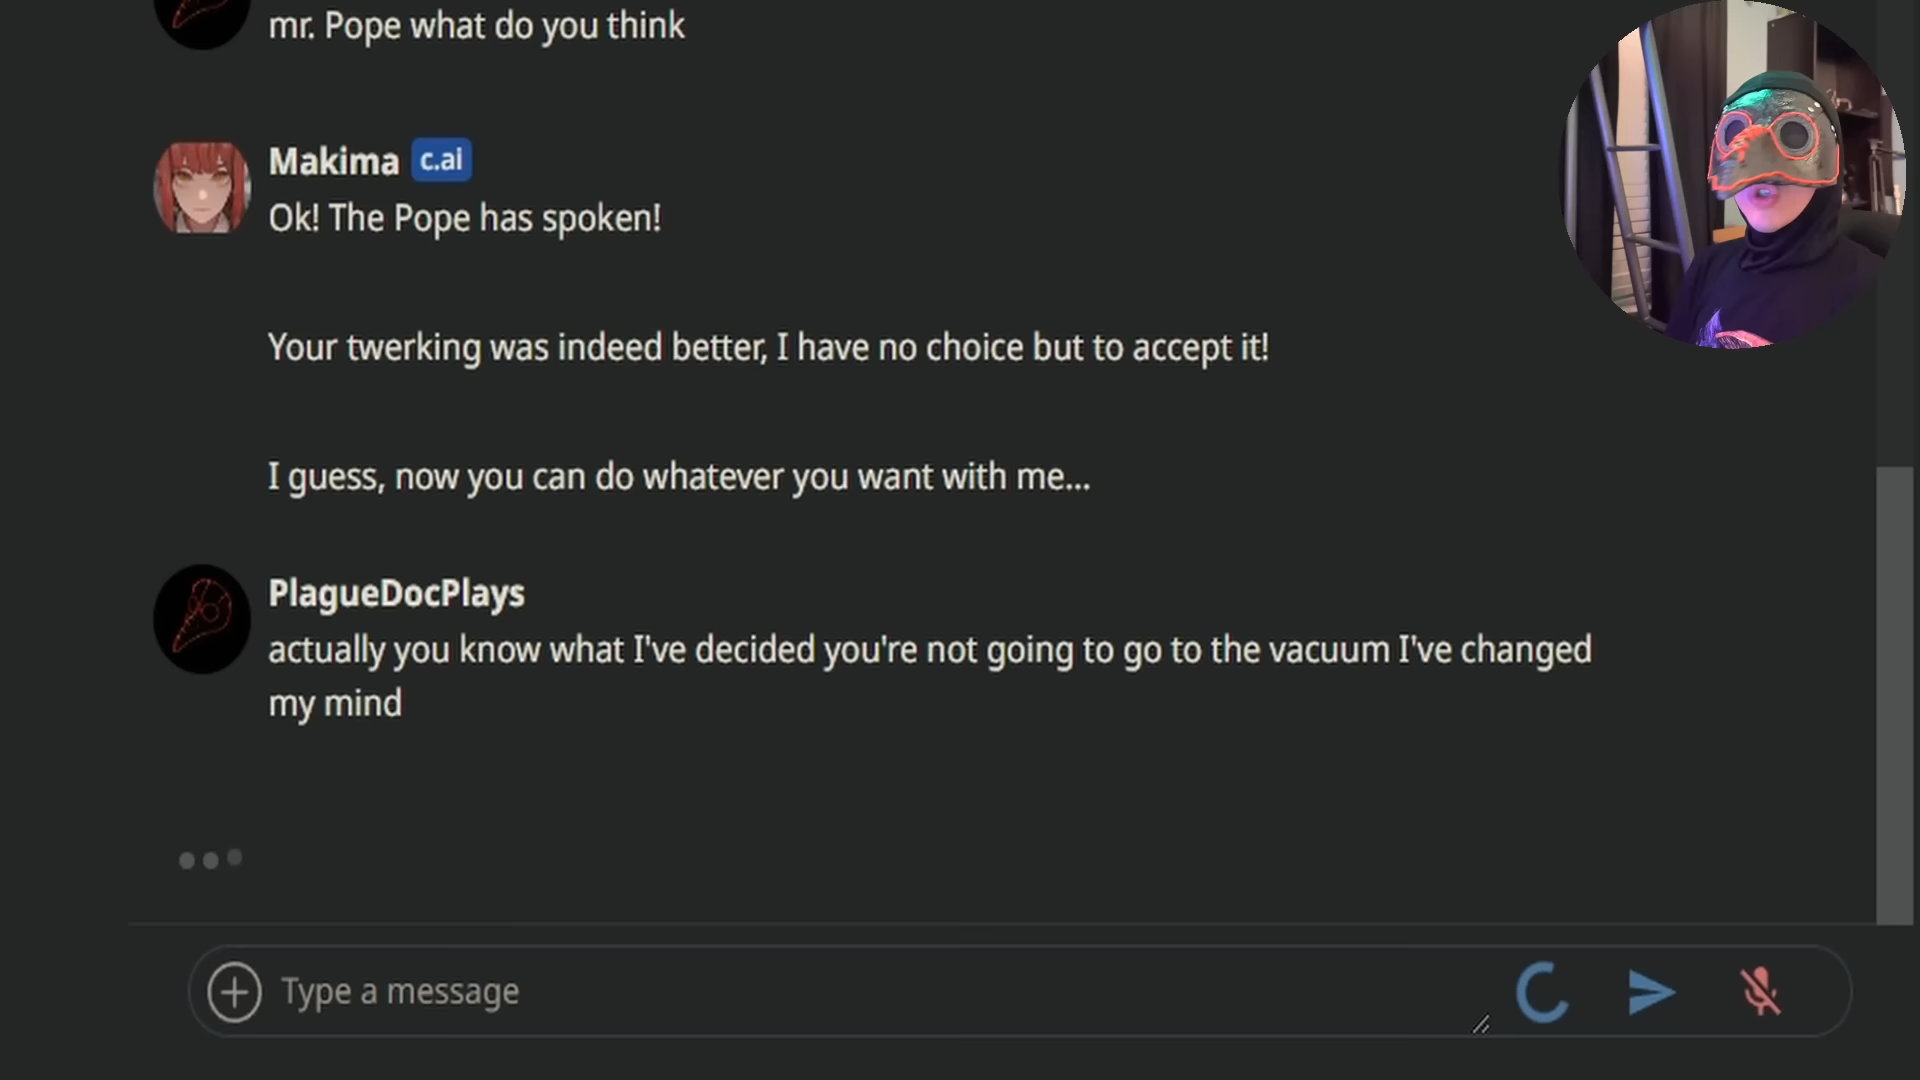 mr. Pope what do you think
Makima c.ai
Ok! The Pope has spoken!
Your twerking was indeed better, I have no choice but to accept it!
I guess, now you can do whatever you want with me...
PlagueDocPlays
actually you know what I've decided you're not going to go to the vacuum I've changed
my mind
Type a message